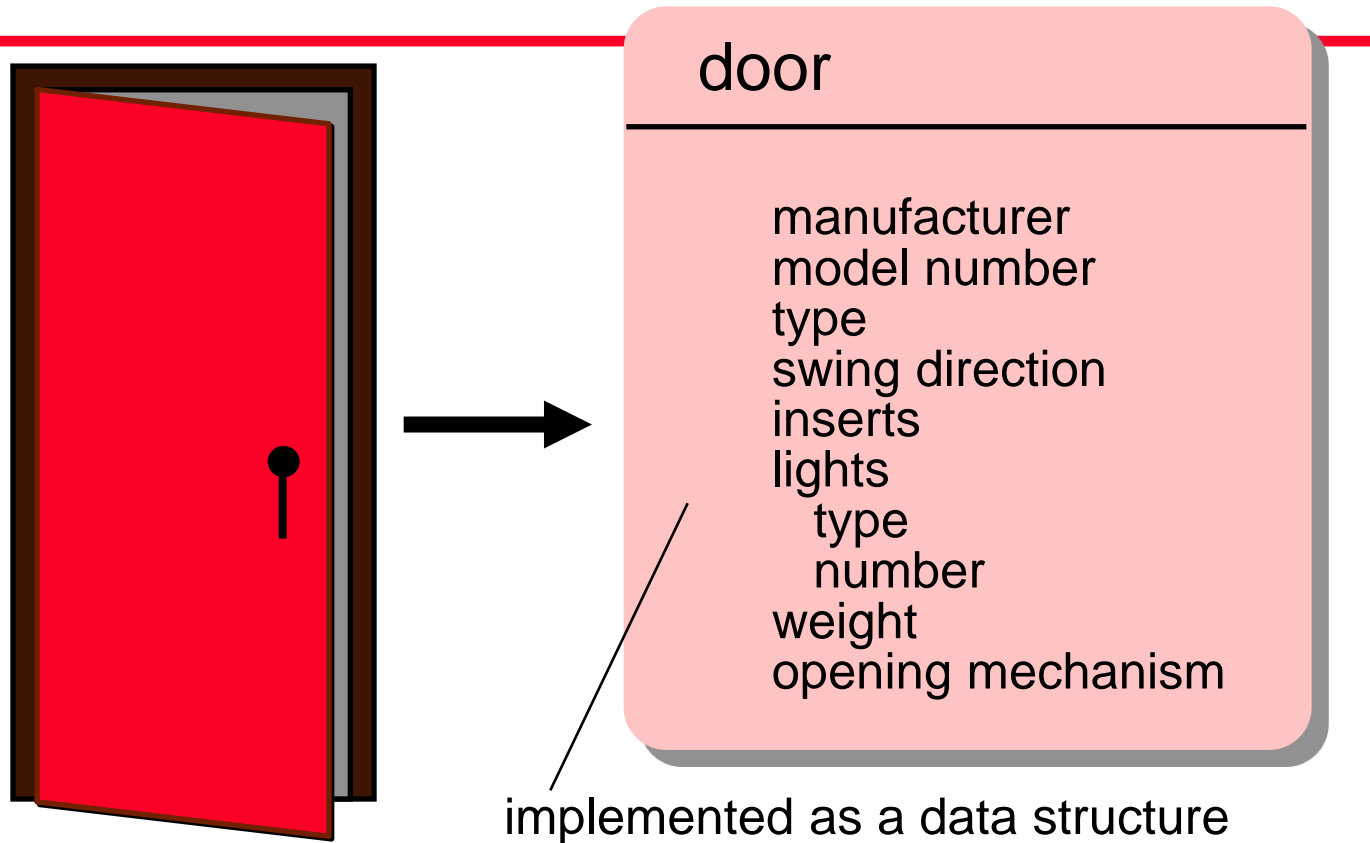 door
manufacturer
model number
type
swing direction
inserts
lights
type
number
weight
opening mechanism
implemented as a data structure